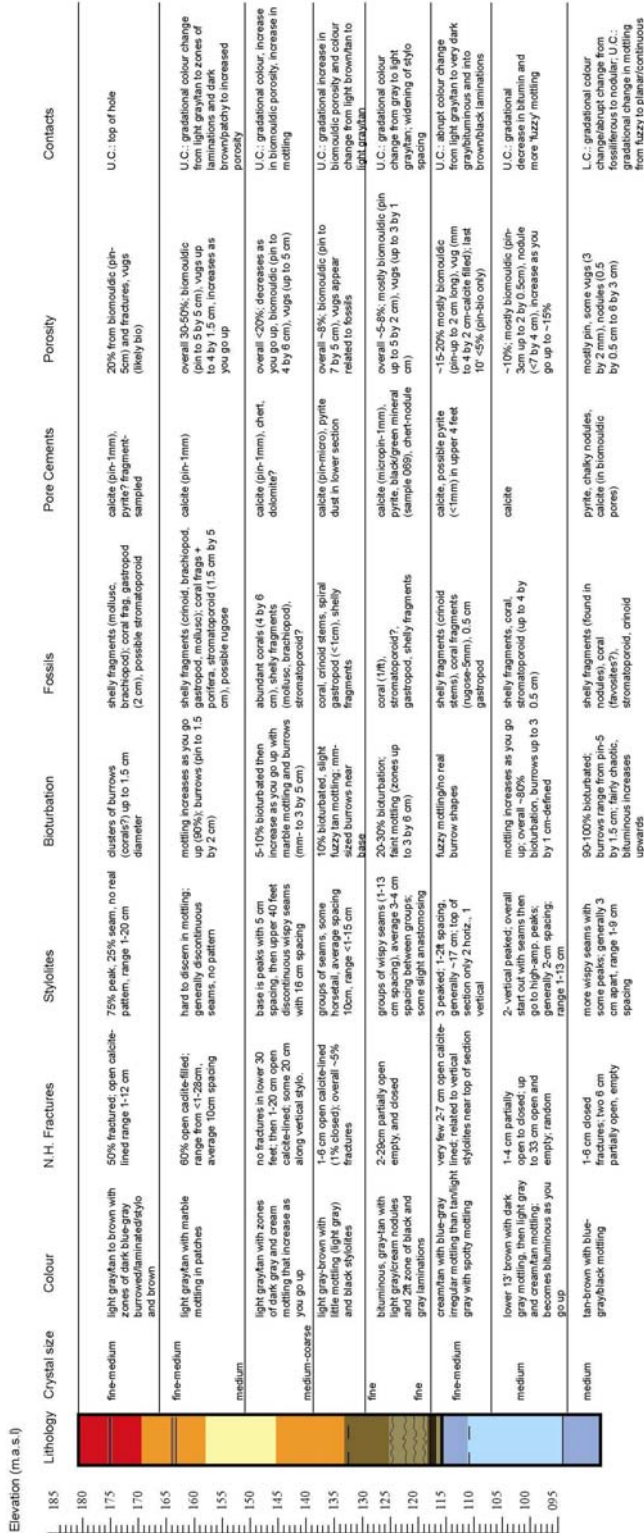 Elevation (m.a.s.l)
Lithology
Crystal size
Colour
N.H. Fractures
Stylolites
Bioturbation
Fossils
Pore Cements
Porosity
Contacts
185
180
175
170
165
160
155
150
145
140
135
130
125
120
115
110
105
100
095
fine-medium
light gray/tan to brown with
zones of dark blue-gray
burrowed/laminated/stylo
and brown
50% fractured; open calcite-
lined range 1-12 cm
75% peak, 25% seam, no real
pattern, range 1-20 cm
clusters of burrows
(corals?) up to 1.5 cm
diameter
shelly fragments (mollusc,
brachiopod); coral frag, gastropod
(2 cm), possible stromatoporoid
calcite (pin-1mm),
pyrite? fragment-
sampled
20% from biomouldic (pin-
5cm) and fractures, vugs
(likely bio)
U.C.: top of hole
fine-medium
medium
light gray/tan with marble
mottling in patches
60% open caclite-filled;
range from <1-28cm,
average 10cm spacing
hard to discern in mottling;
generally discontinuous
seams, no pattern
mottling increases as you go
up (90%); burrows (pin to 1.5
by 2 cm)
shelly fragments (crinoid, brachiopod,
gastropod, mollusc); coral frags +
porifera, stromatoporoid (1.5 cm by 5
cm), possible rugose
calcite (pin-1mm)
overall 30-50%; biomouldic
(pin to 5 by 5 cm), vugs up
to 4 by 1.5 cm, increases as
you go up
U.C.: gradational colour change
from light gray/tan to zones of
laminations and dark
brown/patchy to increased
porosity
medium-coarse
light gray/tan with zones
of dark gray and cream
mottling that increase as
you go up
no fractures in lower 30
feet; then 1-20 cm open
calcite-lined; some 20 cm
along vertical stylo.
base is peaks with 5 cm
spacing, then upper 40 feet
discontinuous wispy seams
with 16 cm spacing
5-10% bioturbated then
increase as you go up with
marble mottling and burrows
(mm- to 3 by 5 cm)
abundant corals (4 by 6
cm), shelly fragments
(mollusc, brachiopod),
stromatoporoid?
calcite (pin-1mm), chert,
dolomite?
overall <20%; decreases as
you go up, biomouldic (pin to
4 by 6 cm), vugs (up to 5 cm)
U.C.: gradational colour, increase
in biomouldic porosity, increase in
mottling
light gray-brown with
little mottling (light gray)
and black stylolites
1-6 cm open calcite-lined
(1% closed); overall ~5%
fractures
groups of seams, some
horsetail, average spacing
10cm, range <1-15 cm
10% bioturbated, slight
fuzzy tan mottling; mm-
sized burrows near
base
coral, crinoid stems, spiral
gastropod (<1cm), shelly
fragments
calcite (pin-micro), pyrite
dust in lower section
overall ~8%; biomouldic (pin to
7 by 5 cm), vugs appear
related to fossils
U.C.: gradational increase in
biomouldic porosity and colour
change from light brown/tan to
light gray/tan
fine
fine
bituminous, gray-tan with
light gray/cream nodules
and 2ft zone of black and
gray laminations
2-29cm partially open
empty, and closed
groups of wispy seams (1-13
cm spacing), average 3-4 cm
spacing between groups;
some slight anastomosing
20-30% bioturbation;
faint mottling (zones up
to 3 by 6 cm)
coral (1/ft),
stromatoporoid?,
gastropod, shelly fragments
calcite (micropin-1mm),
pyrite, black/green mineral
(sample 069), chert-nodule
overall ~5-8%, mostly biomouldic (pin
up to 5 by 2 cm), vugs (up to 3 by 1
cm)
U.C.: gradational colour
change from gray to light
gray/tan; widening of stylo
spacing
fine-medium
cream/tan with blue-gray
irregular mottling than tan/light
gray with spotty mottling
very few 2-7 cm open calcite-
lined; related to vertical
stylolites near top of section
3 peaked; 1-2ft spacing,
generally ~17 cm; top of
section only 2 horiz., 1
vertical
fuzzy mottling/no real
burrow shapes
shelly fragments (crinoid
stems), coral fragments
(rugose-5mm), 0.5 cm
gastropod
calcite, possible pyrite
(<1mm) in upper 4 feet
~15-20% mostly biomouldic
(pin-up to 2 cm long), vug (mm
to 4 by 2 cm-calcite filled); last
10' <5% (pin-bio only)
U.C.: abrupt colour change
from light gray/tan to very dark
gray/bituminous and into
brown/black laminations
medium
lower 13' brown with dark
gray mottling, then light gray
and cream/tan mottling;
becomes bituminous as you
go up
1-4 cm partially
open to closed; up
to 33 cm open and
empty; random
2- vertical peaked; overall
start out with seams then
go to high-amp. peaks;
generally 2-cm spacing;
range 1-13 cm
mottling increases as you go
up; overall ~80%
bioturbation, burrows up to 3
by 1 cm-defined
shelly fragments, coral,
stromatoporoid (up to 4 by
0.5 cm)
calcite
~10%; mostly biomouldic (pin-
3cm up to 2 by 0.5cm), nodule
(<7 by 4 cm), increase as you
go up to ~15%
U.C.: gradational
decrease in bitumin and
more 'fuzzy' mottling
medium
tan-brown with blue-
gray/black mottling
1-6 cm closed
fractures; two 6 cm
partially open, empty
more wispy seams with
some peaks; generally 3
cm apart, range 1-9 cm
spacing
90-100% bioturbated;
burrows range from pin-5
by 1.5 cm; fairly chaotic,
bituminous increases
upwards
shelly fragments (found in
nodules), coral
(favosites?),
stromatoporoid, crinoid
pyrite, chalky nodules,
calcite (in biomouldic
pores)
mostly pin, some vugs (3
by 2 mm), nodules (0.5
by 0.5 cm to 6 by 3 cm)
L.C.: gradational colour
change/abrupt change from
fossiliferous to nodular; U.C.:
gradational change in mottling
from fuzzy to planar/continuous